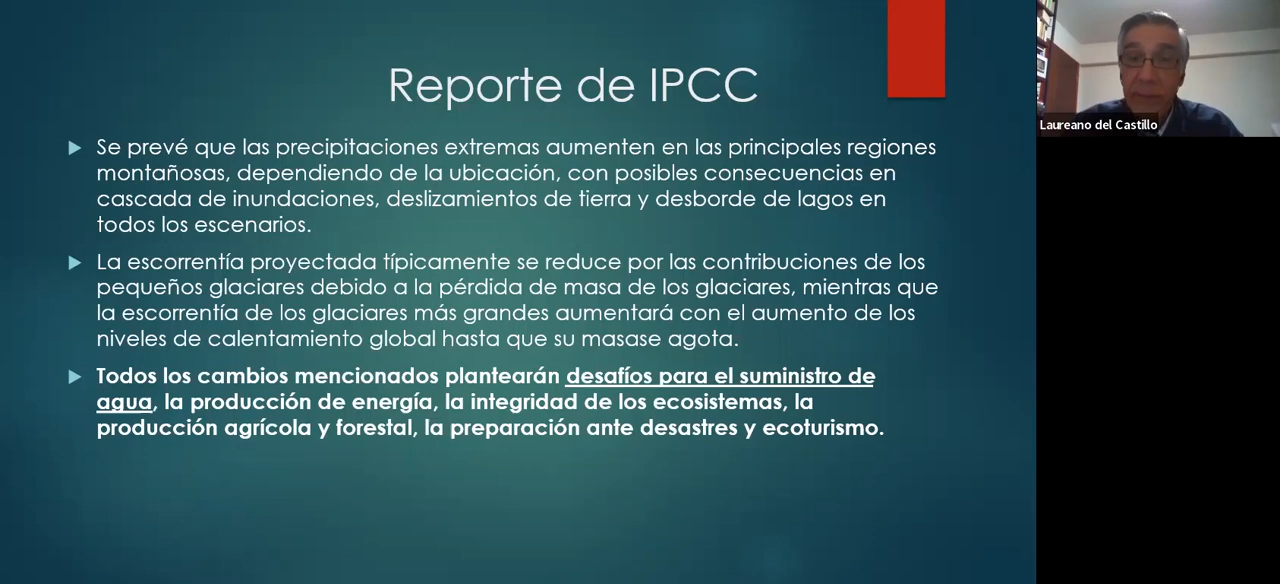 Reporte de IPCC
Se prevé que las precipitaciones extremas aumenten en las principales regiones
montañosas, dependiendo de la ubicación, con posibles consecuencias en
cascada de inundaciones, deslizamientos de tierra y desborde de lagos en
todos los escenarios.
La escorrentía proyectada típicamente se reduce por las contribuciones de los
pequeños glaciares debido a la pérdida de masa de los glaciares, mientras que
la escorrentía de los glaciares más grandes aumentará con el aumento de los
niveles de calentamiento global hasta que su masase agota.
Todos los cambios mencionados plantearán desafíos para el suministro de
agua, la producción de energía, la integridad de los ecosistemas, la
producción agrícola y forestal, la preparación ante desastres y ecoturismo.
Laureano del Castillo